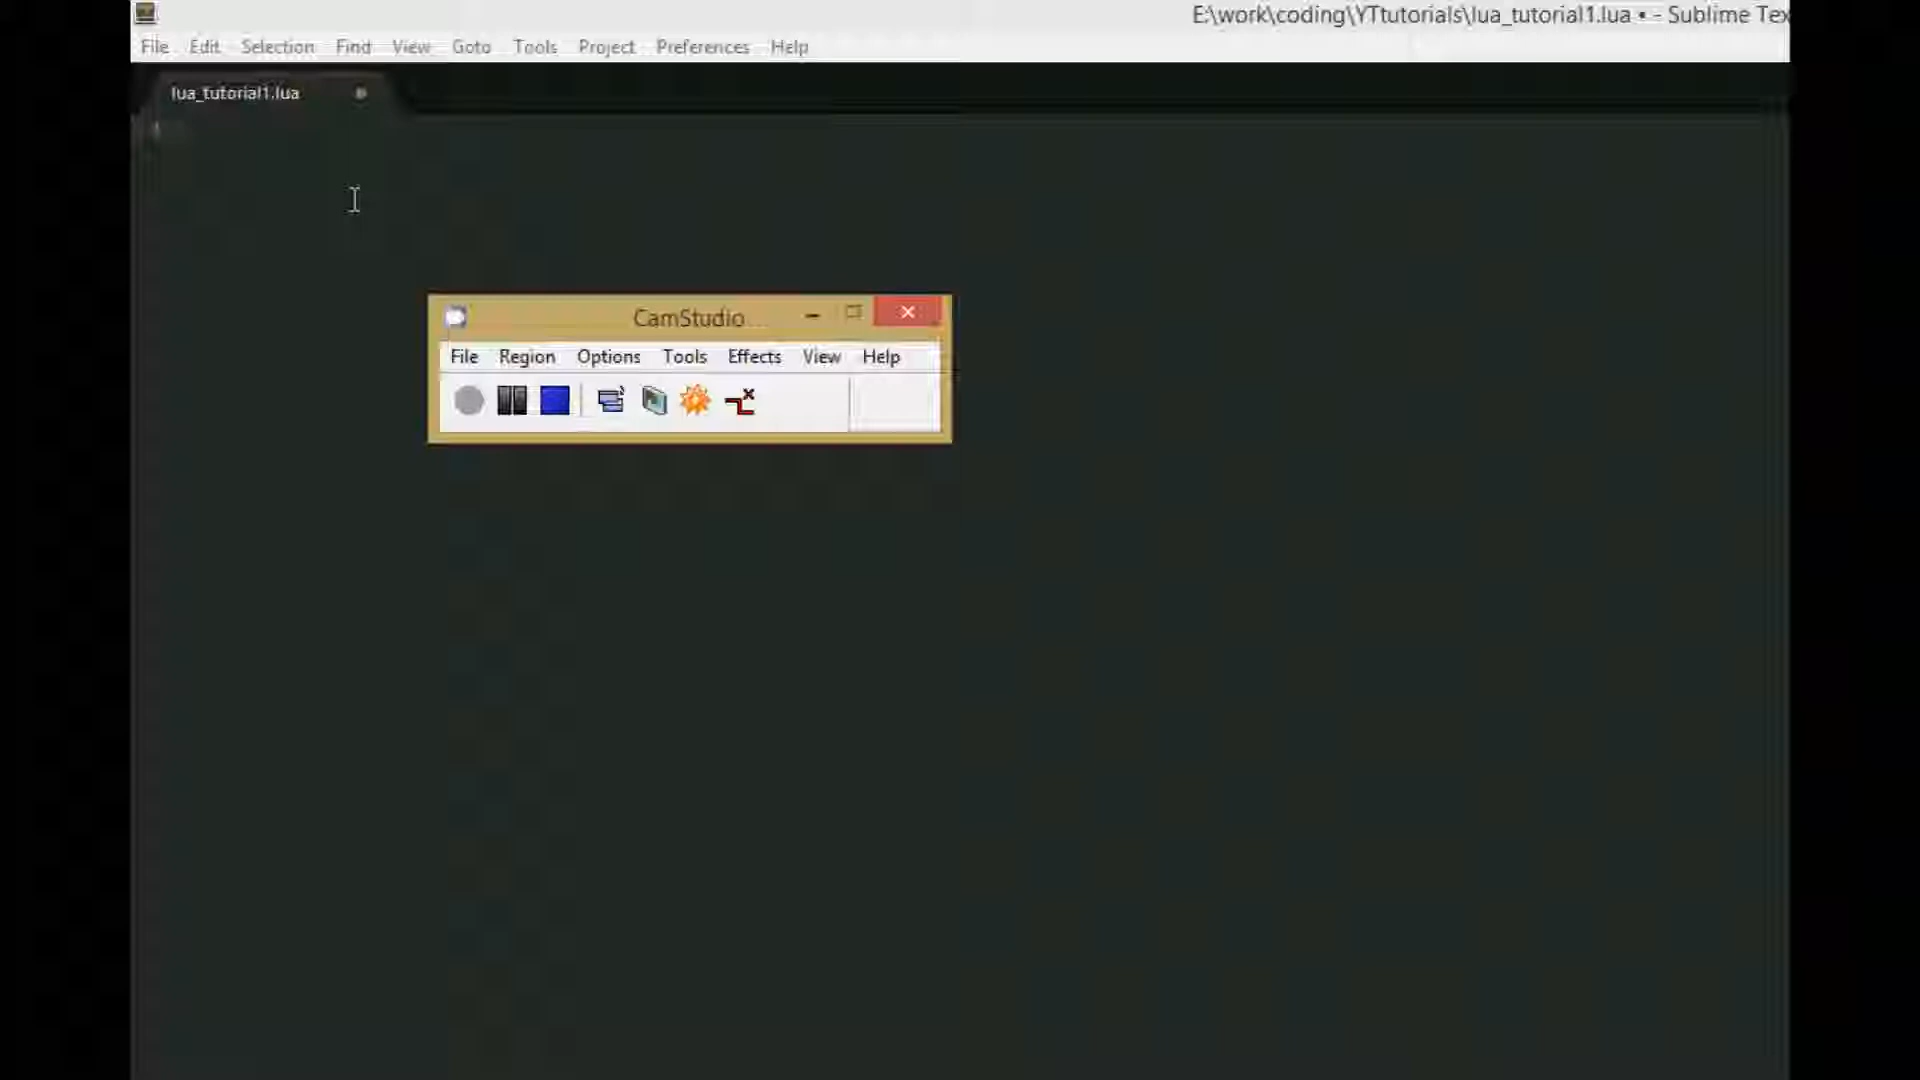 E:\work\coding\YTtutorials\lua_tutorial1.lua • - Sublime Tex
File Edit Selection Find View Goto Tools Project Preferences Help
lua_tutorial1.lua
CamStudio
File Region Options Tools Effects View Help